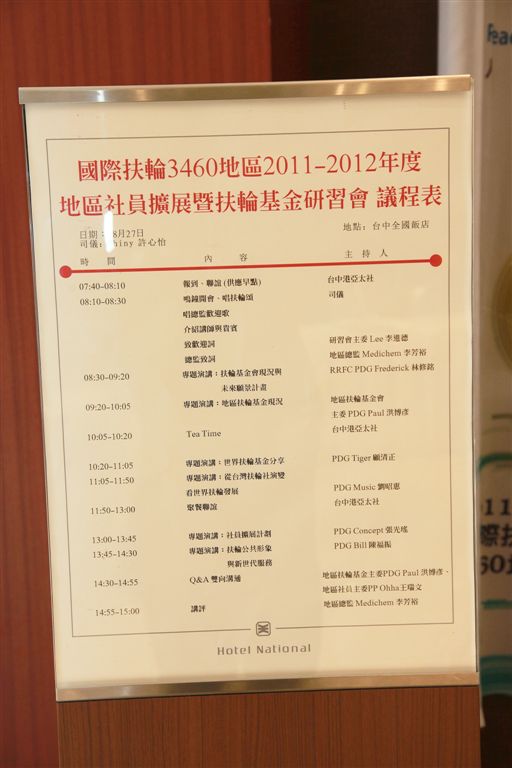 國際扶輪3460地區2011-2012年度
地區社員擴展暨扶輪基金研習會 議程表
日期：8月27日 地點：台中全國飯店
司儀：hiny 許心怡
時 間 內 容 主 持 人
07:40-08:10 報到、聯誼(供應早點) 台中港亞太社
08:10-08:30 鳴鐘開會、唱扶輪頌 司儀
唱總監歡迎歌
介紹講師與貴賓
致歡迎詞 研習會主委 Lee 李進德
總監致詞 地區總監 Medichem 李芳裕
08:30-09:20 專題演講：扶輪基金會現況與 RRFC PDG Frederick 林修銘
未來願景計畫
09:20-10:05 專題演講：地區扶輪基金現況 地區扶輪基金會
主委 PDG Paul 洪博彥
10:05-10:20 Tea Time 台中港亞太社
10:20-11:05 專題演講：世界扶輪基金分享 PDG Tiger 顧清正
11:05-11:50 專題演講：從台灣扶輪社演變
看世界扶輪發展 PDG Music 劉昭惠
11:50-13:00 聚餐聯誼 台中港亞太社
13:00-13:45 專題演講：社員擴展計劃 PDG Concept 張光瑤
13;45-14:30 專題演講：扶輪公共形象 PDG Bill 陳福振
與新世代服務
14:30-14:55 Q&A 雙向溝通 地區扶輪基金主委PDG Paul 洪博彥、
地區社員主委PP Ohha王瑞文
14:55-15:00 講評 地區總監 Medichem 李芳裕
Hotel National